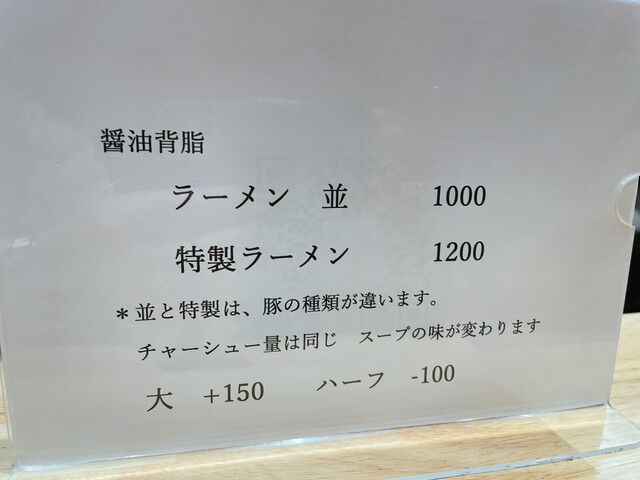 醤油背脂
ラーメン　並　1000
特製ラーメン　1200
＊並と特製は、豚の種類が違います。
チャーシュー量は同じ　スープの味が変わります
大　+150　ハーフ　-100